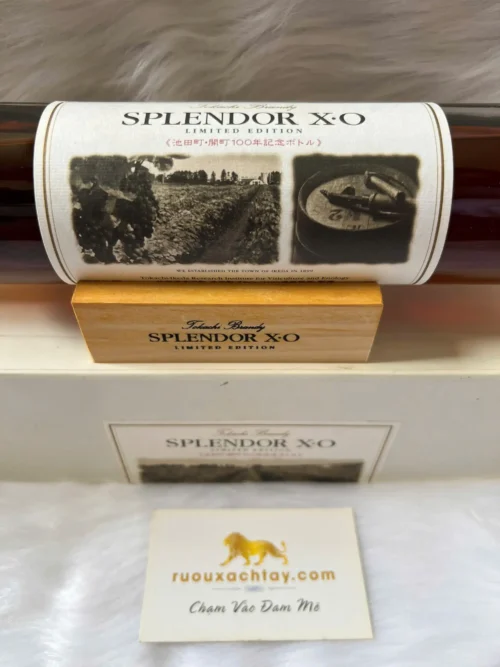 Tokachi Brandy
SPLENDOR X·O
LIMITED EDITION
《池田町・開町100年記念ボトル》
WE ESTABLISHED THE TOWN OF IKEDA IN 1899
Tokachi Brandy
SPLENDOR X·O
LIMITED EDITION
Tokachi Brandy
SPLENDOR X·O
LIMITED EDITION
ruouxachtay.com
Chạm Vào Đam Mê